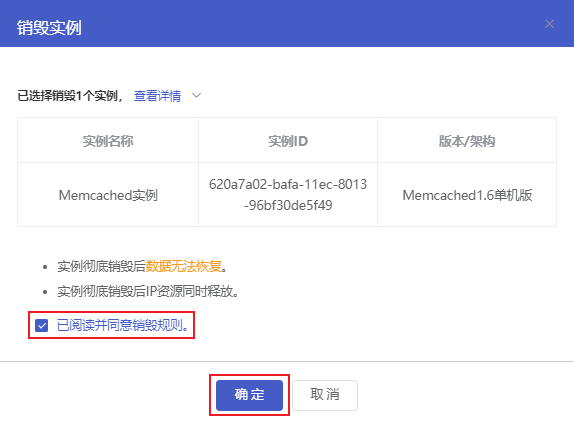 销毁实例
已选择销毁1个实例， 查看详情
实例名称 实例ID 版本/架构
Memcached实例 620a7a02-bafa-11ec-8013 Memcached1.6单机版
-96bf30de5f49
实例彻底销毁后数据无法恢复。
实例彻底销毁后IP资源同时释放。
已阅读并同意销毁规则。
确定 取消